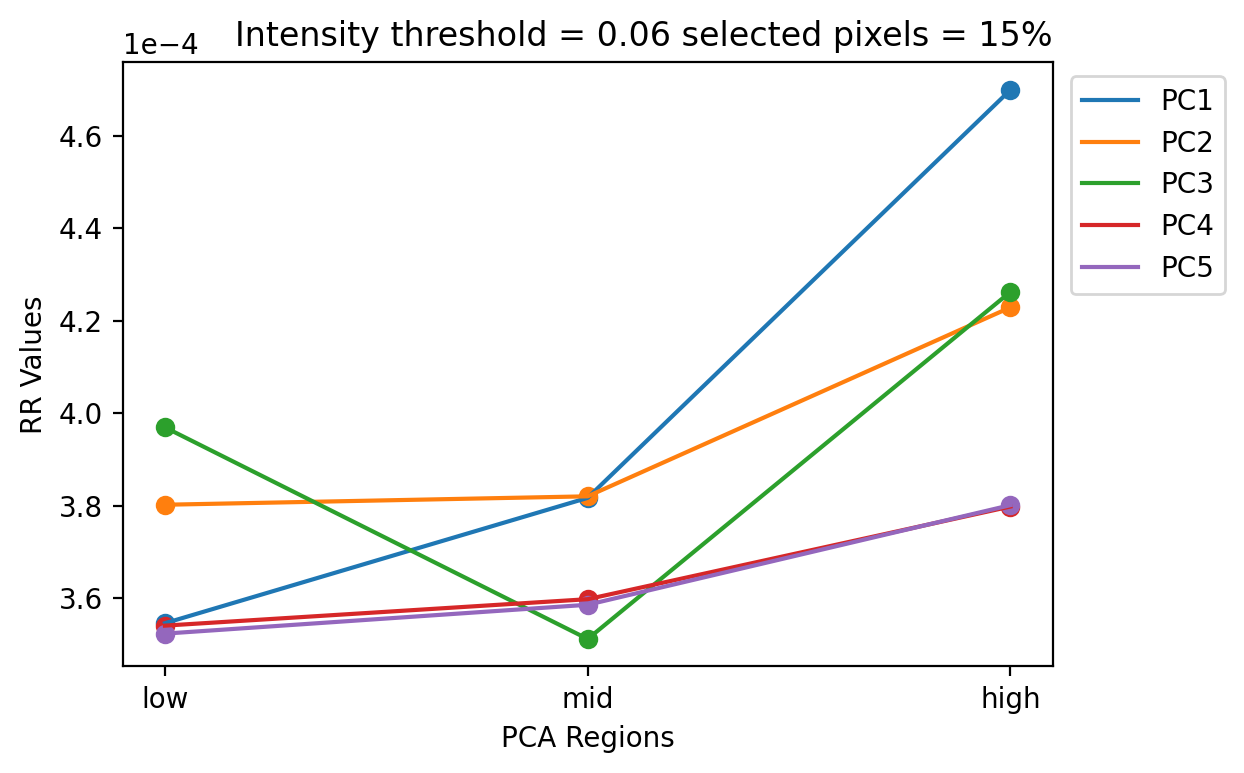 Intensity threshold = 0.06 selected pixels = 15%
1e−4
4.6
4.4
4.2
4.0
3.8
3.6
RR Values
low
mid
high
PCA Regions
PC1
PC2
PC3
PC4
PC5